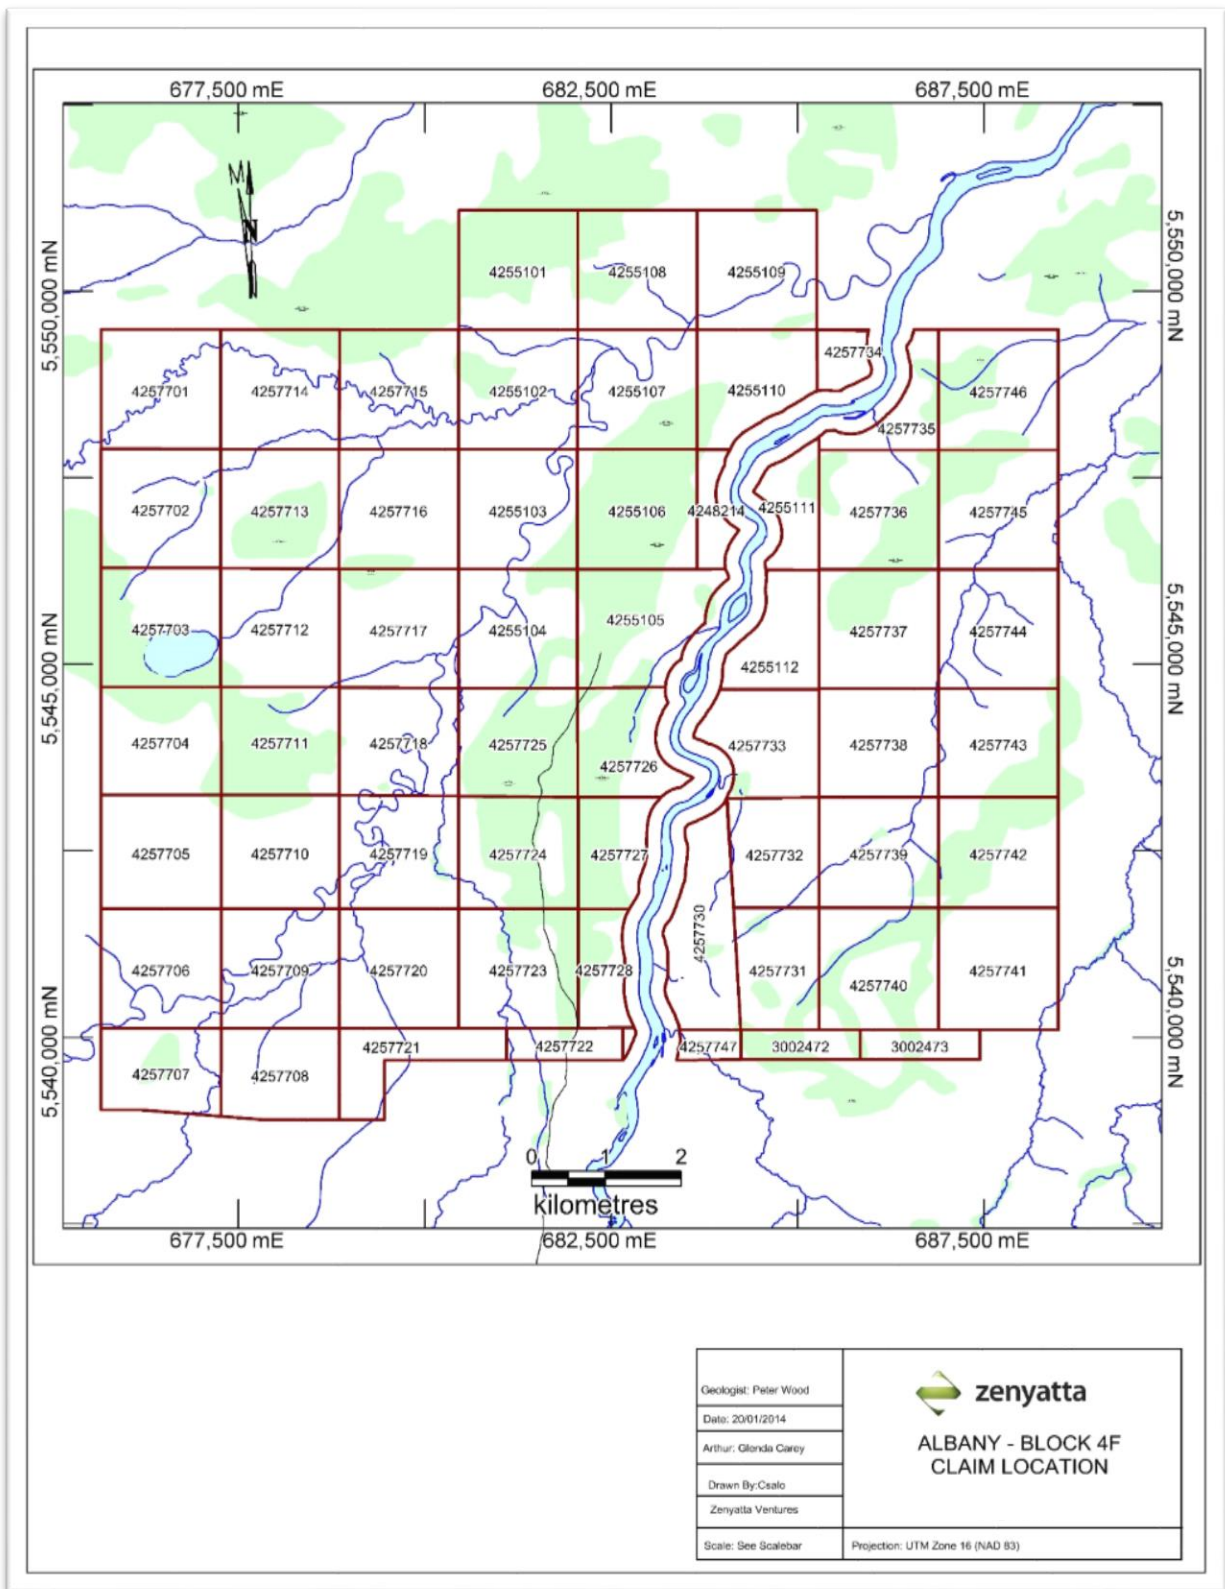 677,500 mE 682,500 mE 687,500 mE
M
N
5,550,000 mN
5,550,000 mN
4255101 4255108 4255109
4257734
4257701 4257714 4257715 4255102 4255107 4255110 4257746
4257735
4257702 4257713 4257716 4255103 4255106 4248214 4255111 4257736 4257745
5,545,000 mN
5,545,000 mN
4257703 4257712 4257717 4255104 4255105 4257737 4257744
4255112
4257704 4257711 4257718 4257725 4257733 4257738 4257743
4257726
4257705 4257710 4257719 4257724 4257727 4257732 4257739 4257742
4257730
4257706 4257709 4257720 4257723 4257728 4257731 4257740 4257741
5,540,000 mN
5,540,000 mN
4257721 4257722 4257747 3002472 3002473
4257707 4257708
0 1 2
kilometres
677,500 mE 682,500 mE 687,500 mE
Geologist: Peter Wood
Date: 20/01/2014
Arthur: Glenda Carey
Drawn By:Csalo
Zenyatta Ventures
Scale: See Scalebar
zenyatta
ALBANY - BLOCK 4F
CLAIM LOCATION
Projection: UTM Zone 16 (NAD 83)